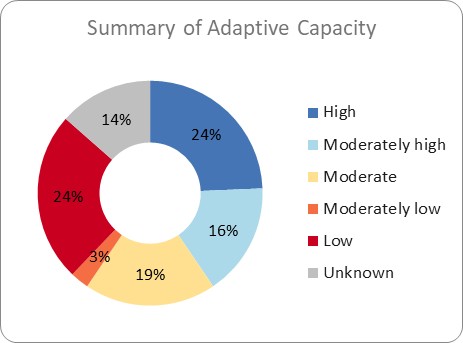 Summary of Adaptive Capacity
24%
16%
19%
3%
24%
14%
High
Moderately high
Moderate
Moderately low
Low
Unknown